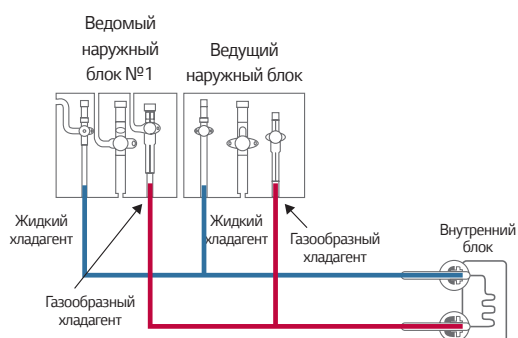 Ведомый
наружный
блок №1
Ведущий
наружный блок
Жидкий
хладагент
Жидкий
хладагент
Газообразный
хладагент
Внутренний
блок
Газообразный
хладагент